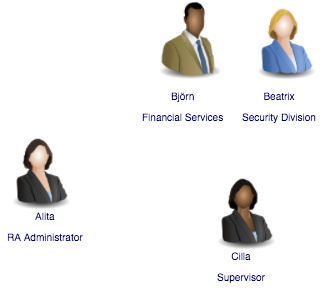 Björn
Financial Services
Beatrix
Security Division
Alita
RA Administrator
Cilla
Supervisor